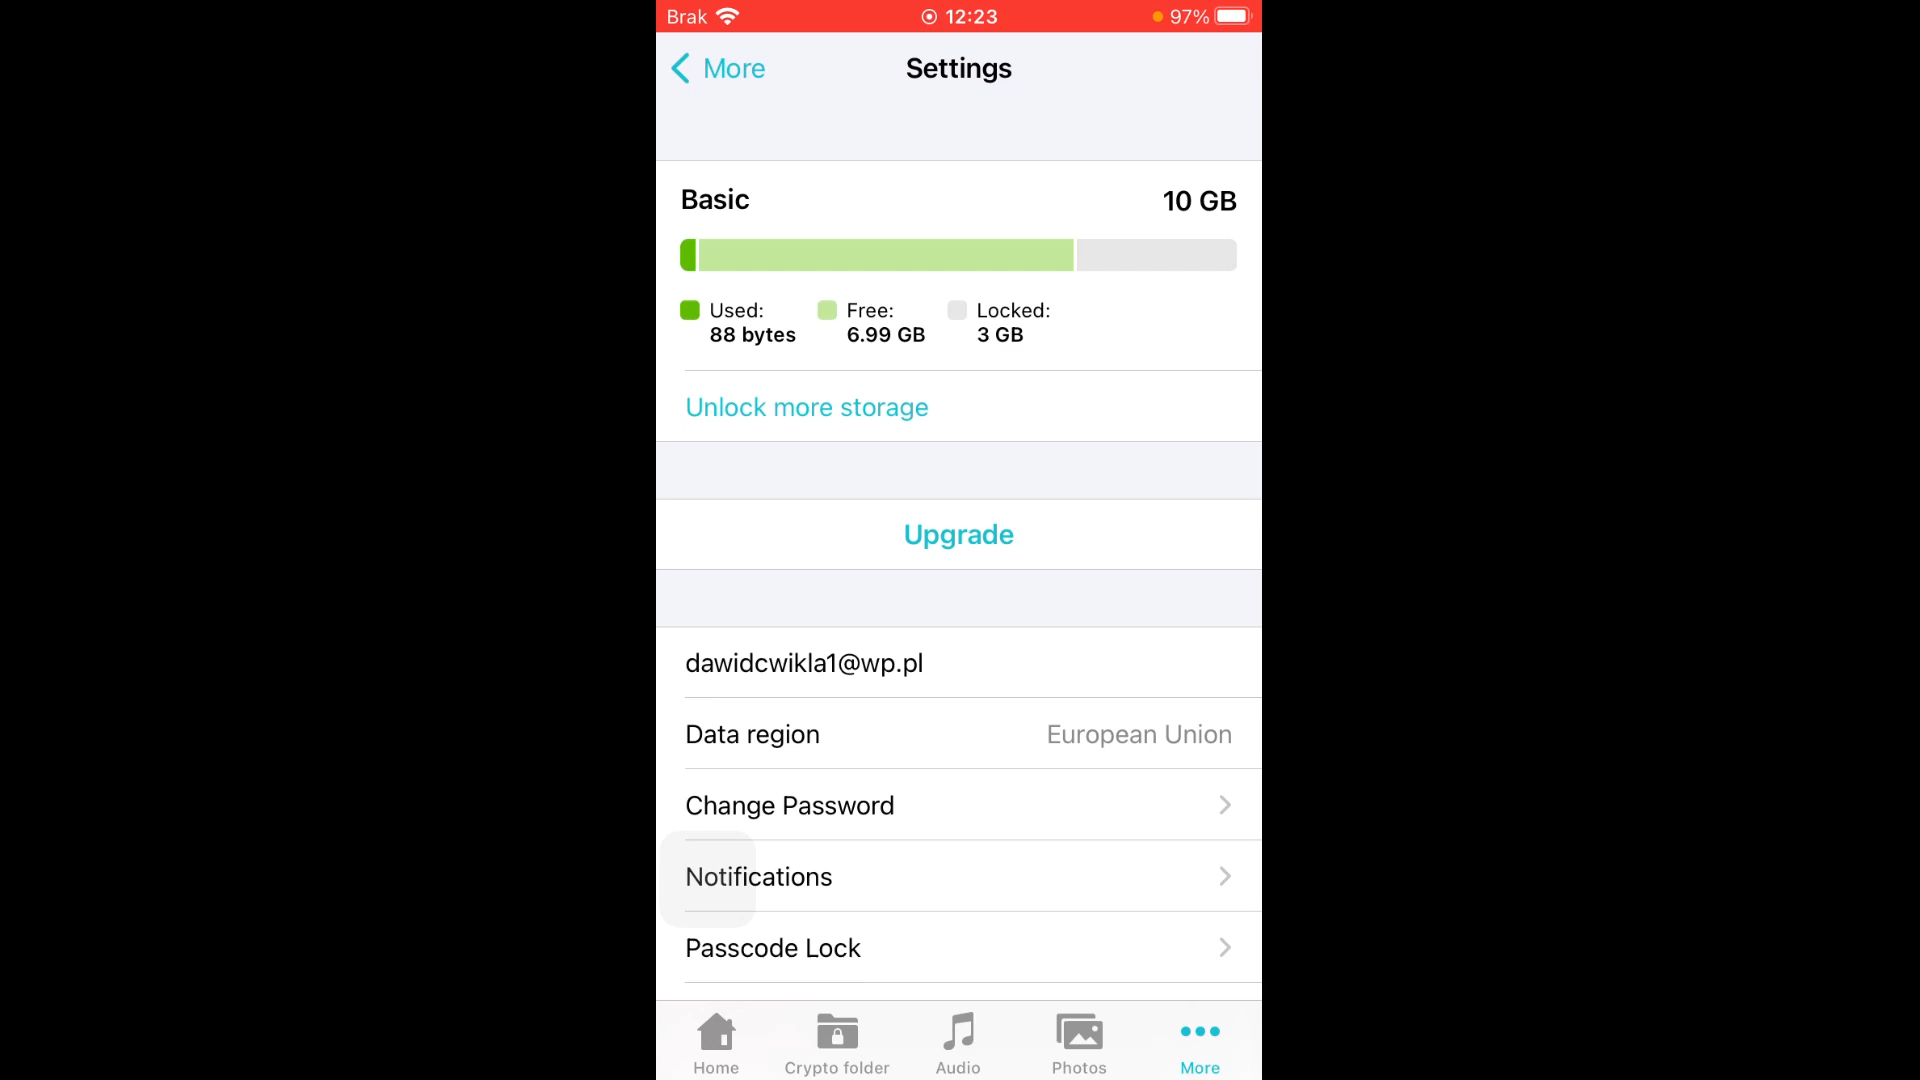 Brak 12:23 97%
More Settings
Basic 10 GB
Used: Free: Locked:
88 bytes 6.99 GB 3 GB
Unlock more storage
Upgrade
dawidcwikla1@wp.pl
Data region European Union
Change Password
Notifications
Passcode Lock
Home Crypto folder Audio Photos More